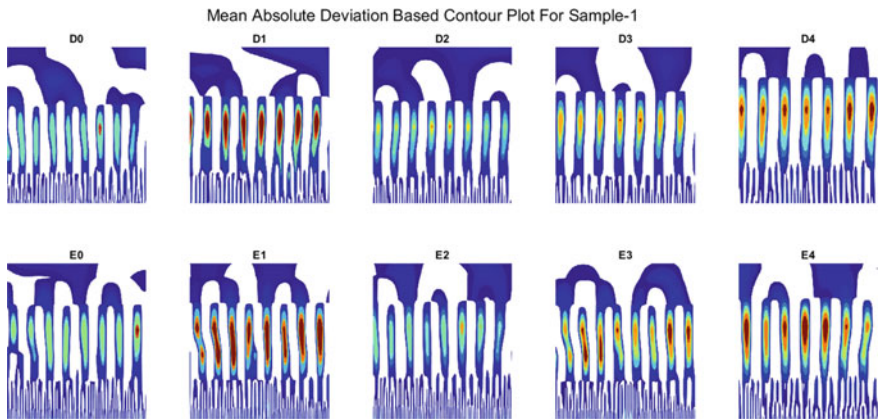 Mean Absolute Deviation Based Contour Plot For Sample-1
D0 D1 D2 D3 D4
E0 E1 E2 E3 E4